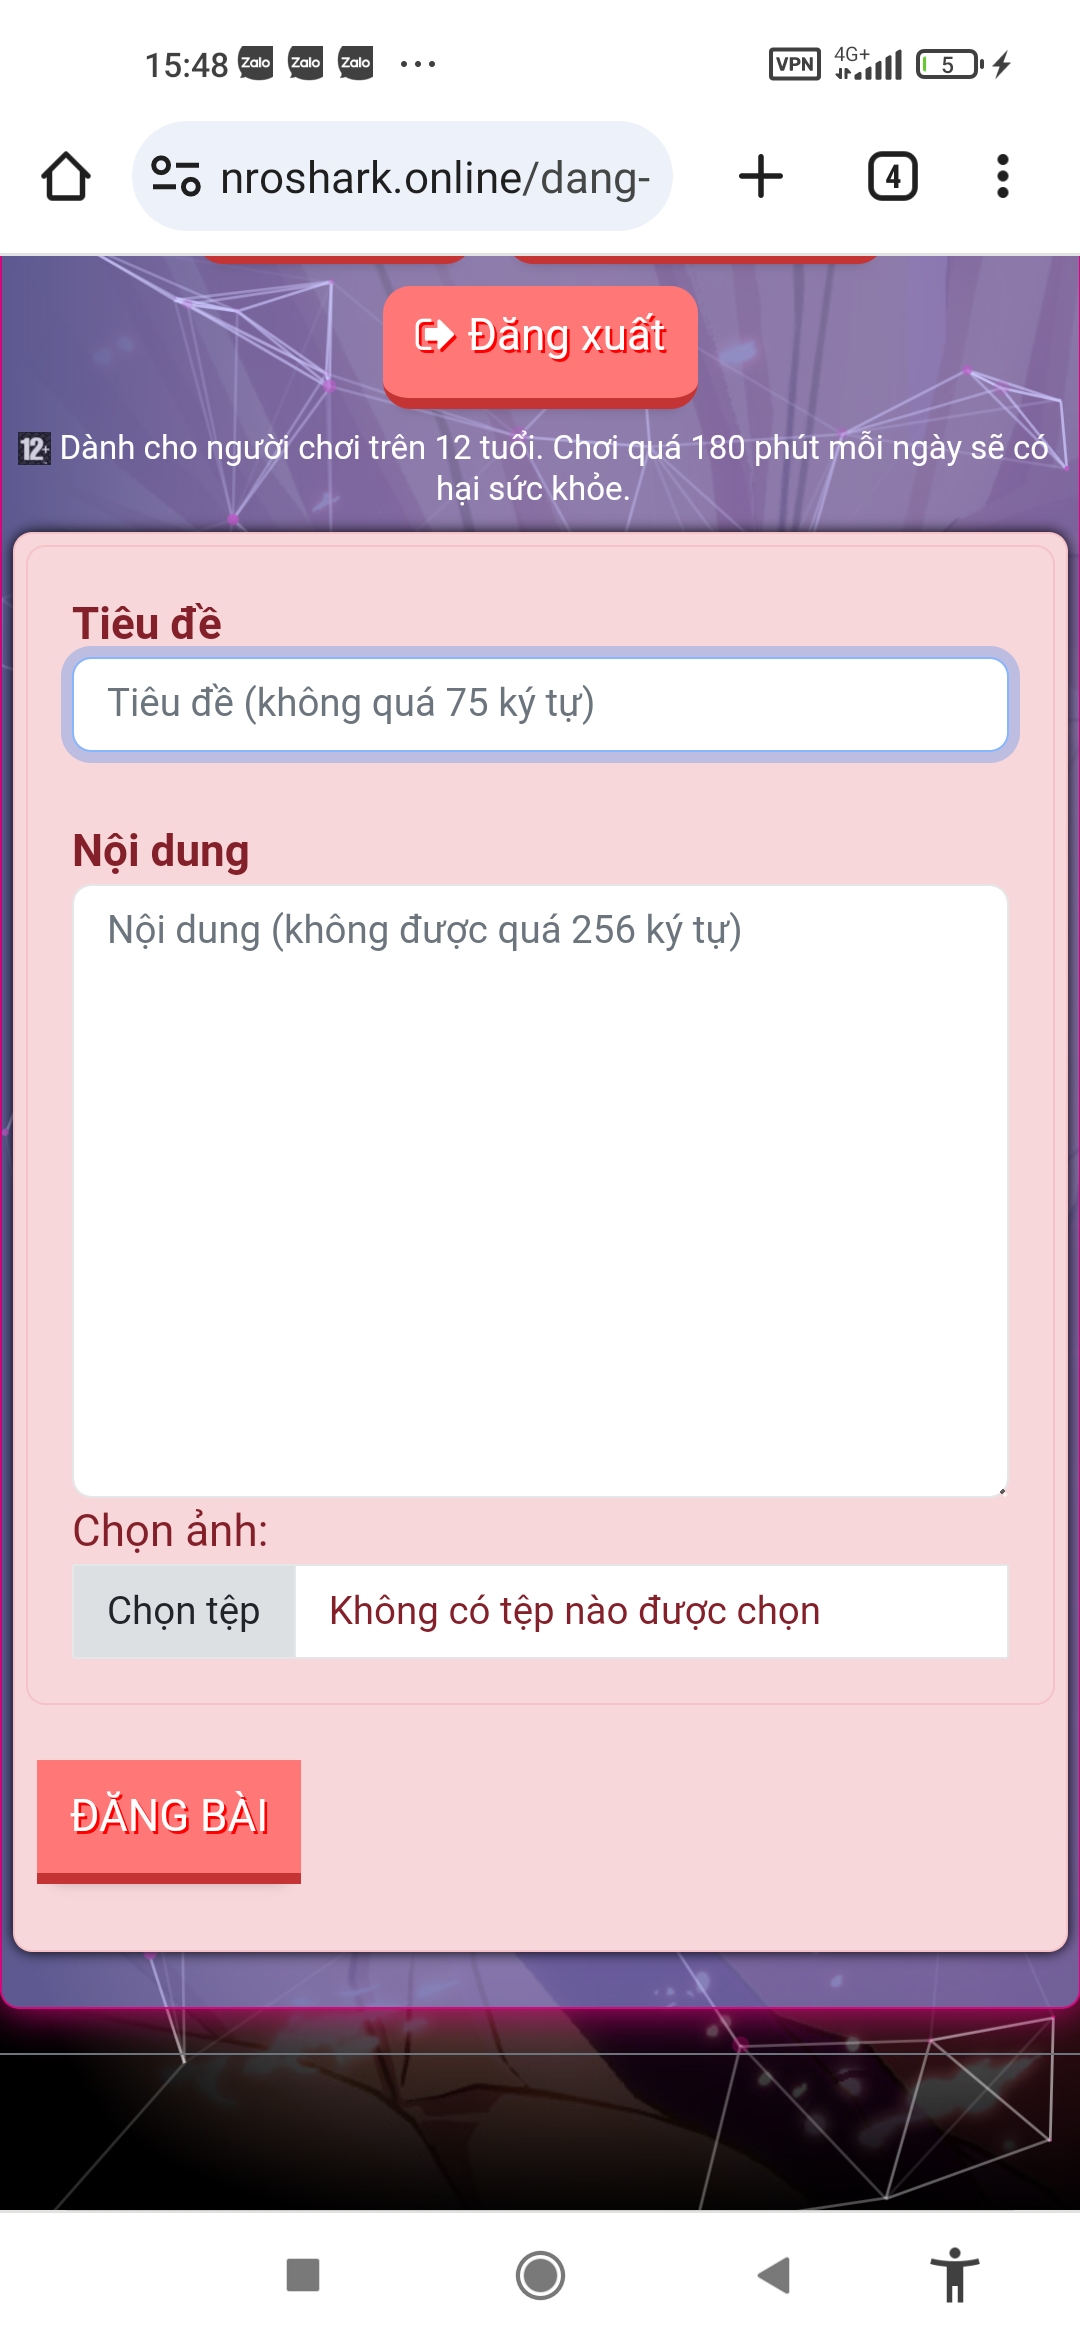 15:48 Zalo Zalo Zalo ... VPN 4G+ 5
nroshark.online/dang- 4
Đăng xuất
12+ Dành cho người chơi trên 12 tuổi. Chơi quá 180 phút mỗi ngày sẽ có
hại sức khỏe.
Tiêu đề
Tiêu đề (không quá 75 ký tự)
Nội dung
Nội dung (không được quá 256 ký tự)
Chọn ảnh:
Chọn tệp Không có tệp nào được chọn
ĐĂNG BÀI